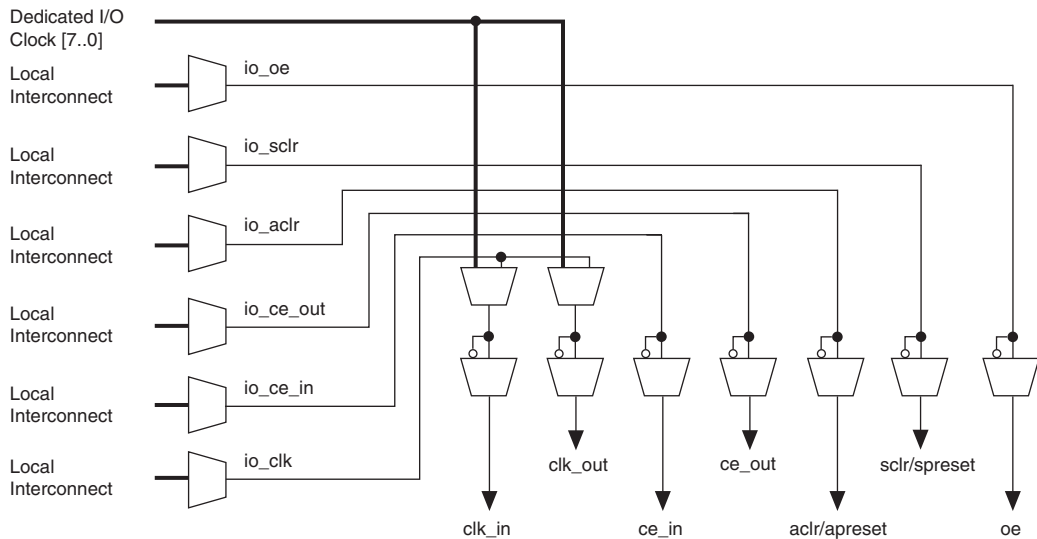 Dedicated I/O
Clock [7..0]
Local
Interconnect
io_oe
Local
Interconnect
io_sclr
Local
Interconnect
io_aclr
Local
Interconnect
io_ce_out
Local
Interconnect
io_ce_in
Local
Interconnect
io_clk
clk_out
ce_out
sclr/spreset
clk_in
ce_in
aclr/apreset
oe